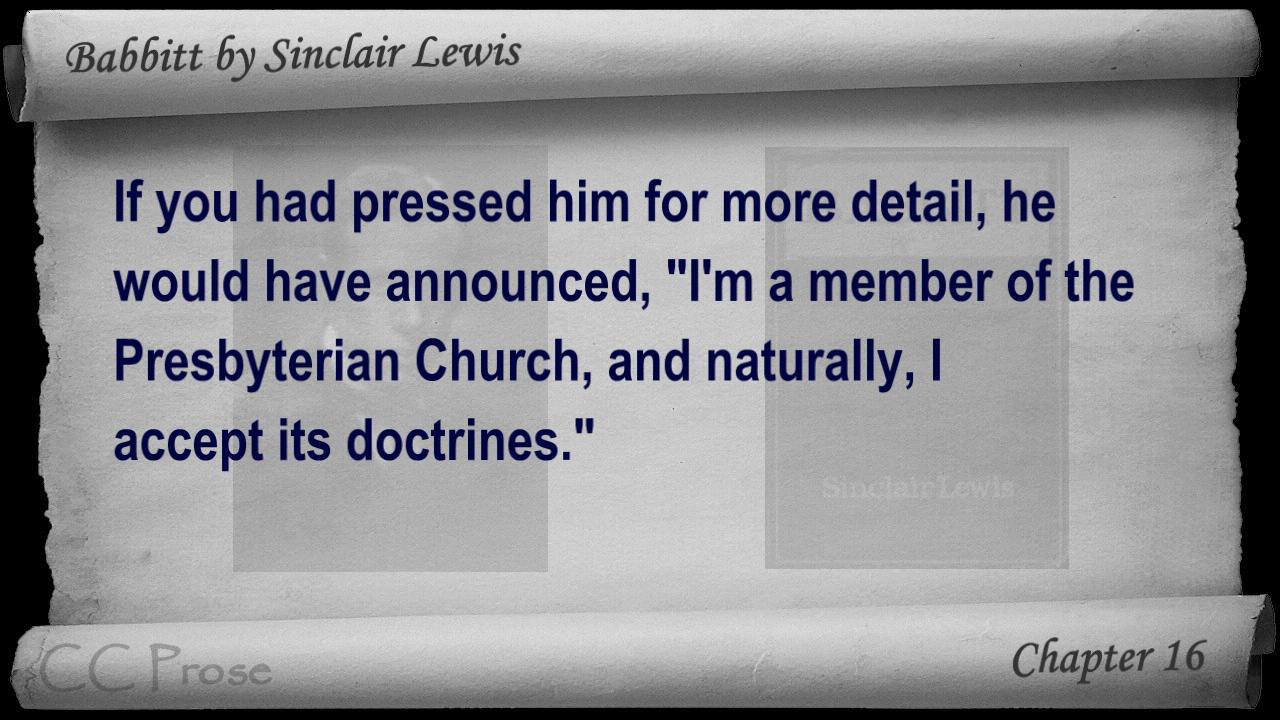 Babbitt by Sinclair Lewis
If you had pressed him for more detail, he
would have announced, "I'm a member of the
Presbyterian Church, and naturally, I
accept its doctrines."
Sinclair Lewis
CC Prose
Chapter 16